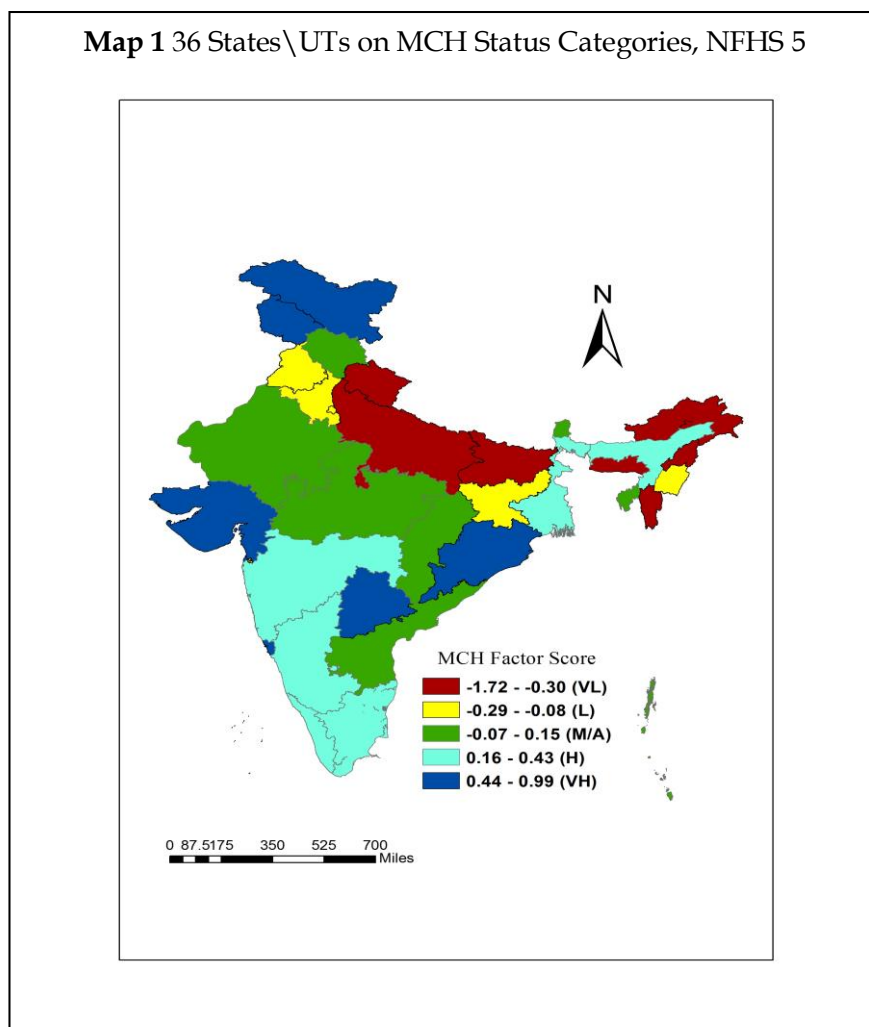 Map 1 36 States\UTs on MCH Status Categories, NFHS 5
N
MCH Factor Score
-1.72 - -0.30 (VL)
-0.29 - -0.08 (L)
-0.07 - 0.15 (M/A)
0.16 - 0.43 (H)
0.44 - 0.99 (VH)
0 87.5175 350 525 700
Miles